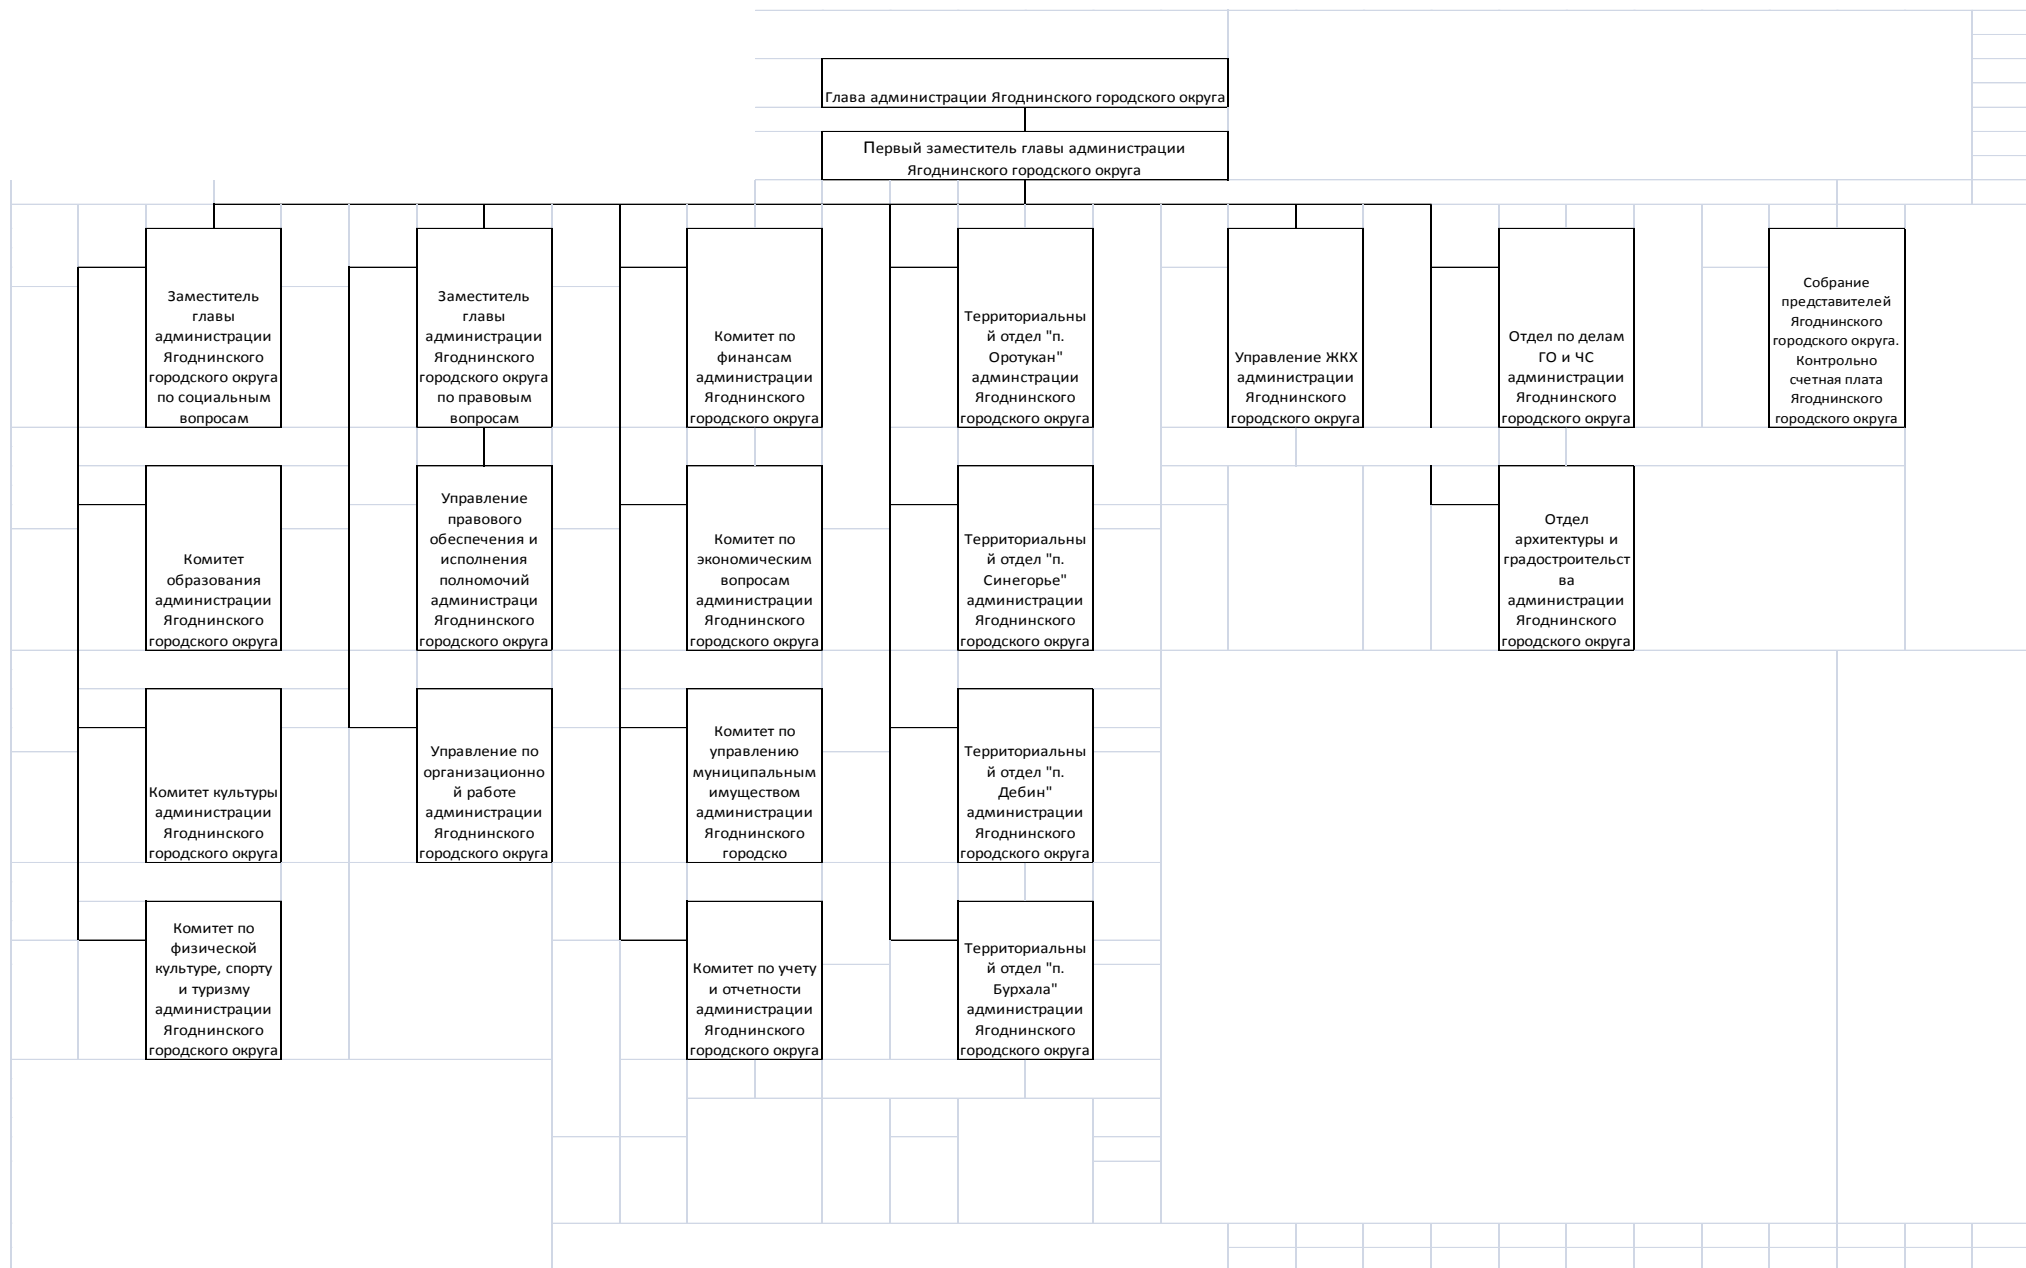 Глава администрации Ягоднинского городского округа
Первый заместитель главы администрации
Ягоднинского городского округа
Заместитель
главы
администрации
Ягоднинского
городского округа
по социальным
вопросам
Заместитель
главы
администрации
Ягоднинского
городского округа
по правовым
вопросам
Комитет по
финансам
администрации
Ягоднинского
городского округа
Территориальны
й отдел "п.
Оротукан"
админстрации
Ягоднинского
городского округа
Управление ЖКХ
администрации
Ягоднинского
городского округа
Отдел по делам
ГО и ЧС
администрации
Ягоднинского
городского округа
Собрание
представителей
Ягоднинского
городского округа.
Контрольно
счетная плата
Ягоднинского
городского округа
Комитет
образования
администрации
Ягоднинского
городского округа
Управление
правового
обеспечения и
исполнения
полномочий
администраци
Ягоднинского
городского округа
Комитет по
экономическим
вопросам
администрации
Ягоднинского
городского округа
Территориальны
й отдел "п.
Синегорье"
администрации
Ягоднинского
городского округа
Отдел
архитектуры и
градостроительст
ва
администрации
Ягоднинского
городского округа
Комитет культуры
администрации
Ягоднинского
городского округа
Управление по
организационно
й работе
администрации
Ягоднинского
городского округа
Комитет по
управлению
муниципальным
имуществом
администрации
Ягоднинского
городско
Территориальны
й отдел "п.
Дебин"
администрации
Ягоднинского
городского округа
Комитет по
физической
культуре, спорту
и туризму
администрации
Ягоднинского
городского округа
Комитет по учету
и отчетности
администрации
Ягоднинского
городского округа
Территориальны
й отдел "п.
Бурхала"
администрации
Ягоднинского
городского округа